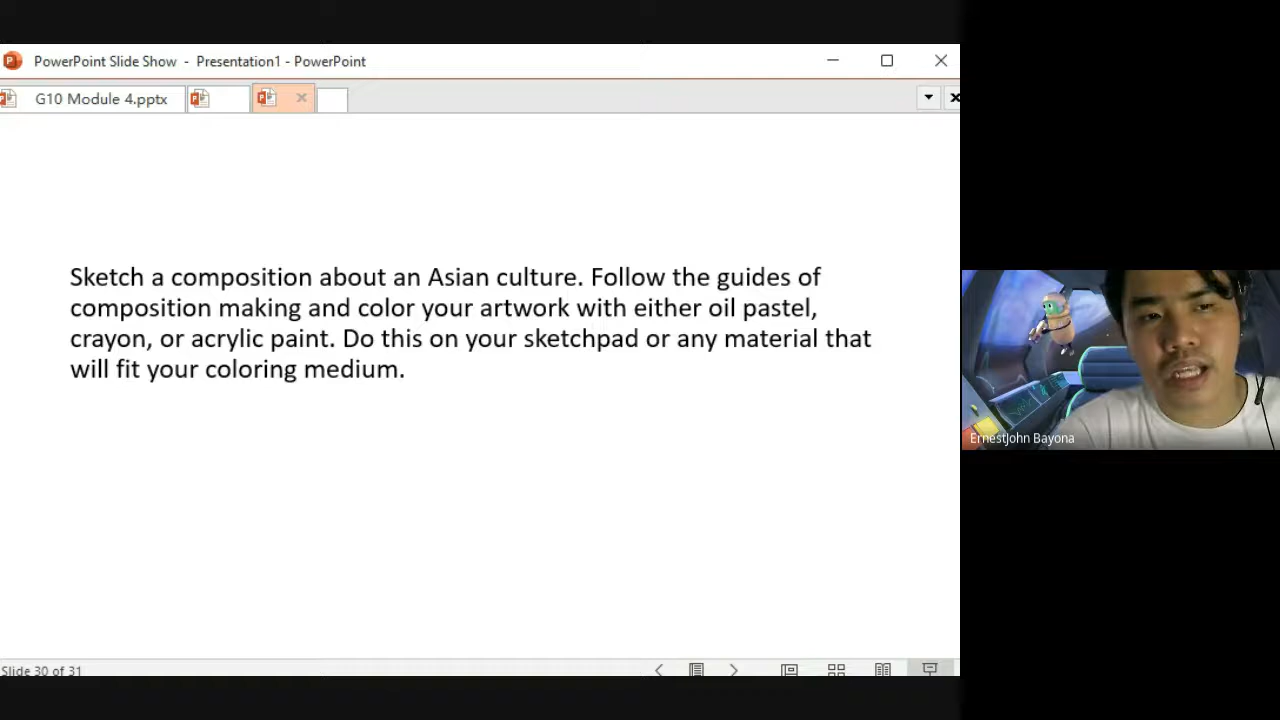 PowerPoint Slide Show - Presentation1 - PowerPoint
G10 Module 4.pptx
Sketch a composition about an Asian culture. Follow the guides of
composition making and color your artwork with either oil pastel,
crayon, or acrylic paint. Do this on your sketchpad or any material that
will fit your coloring medium.
ErnestJohn Bayona
Slide 30 of 31